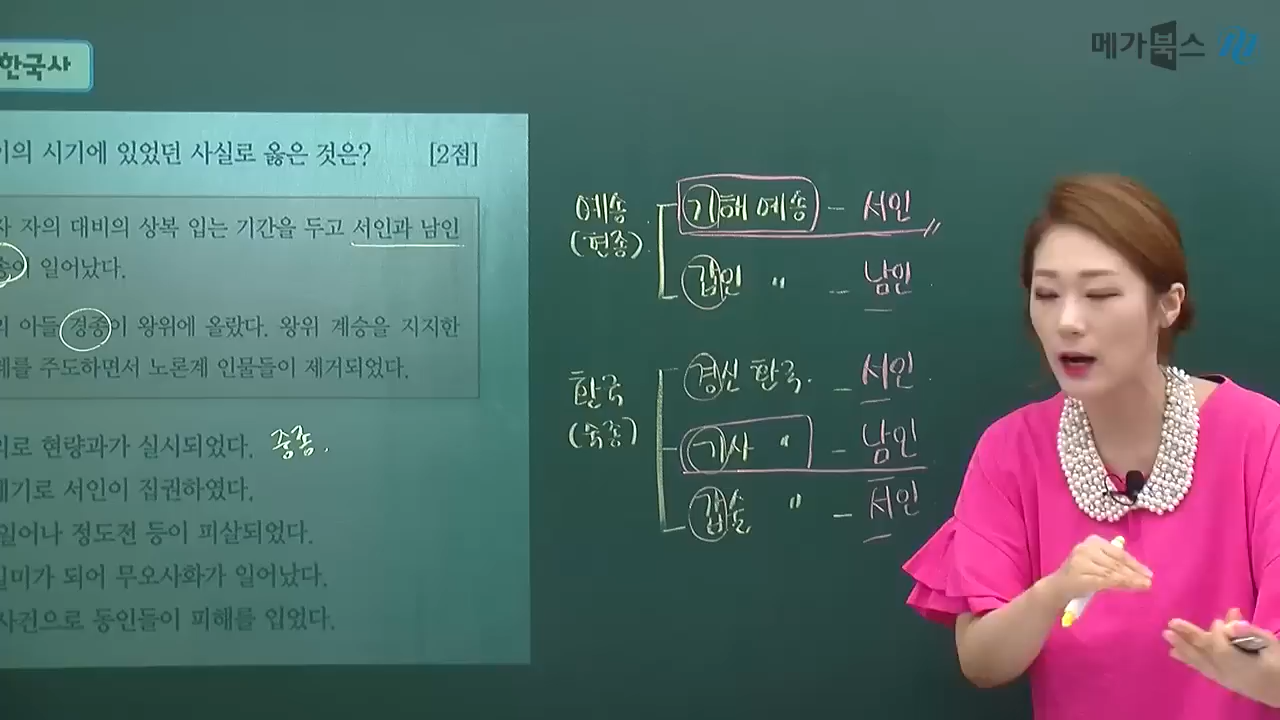 메가북스
한국사
의 시기에 있었던 사실로 옳은 것은? [2점]
자 자의 대비의 상복 입는 기간을 두고 서인과 남인
송이 일어났다.
의 아들 경종이 왕위에 올랐다. 왕위 계승을 지지한
를 주도하면서 노론계 인물들이 제거되었다.
의로 현량과가 실시되었다. 중종.
계기로 서인이 집권하였다.
일어나 정도전 등이 피살되었다.
일미가 되어 무오사화가 일어났다.
사건으로 동인들이 피해를 입었다.
예송 기해예송 - 서인
(현종)
갑인 〃 - 남인
경신환국. - 서인
환국
(숙종) 기사 〃 - 남인
갑술 〃 - 서인